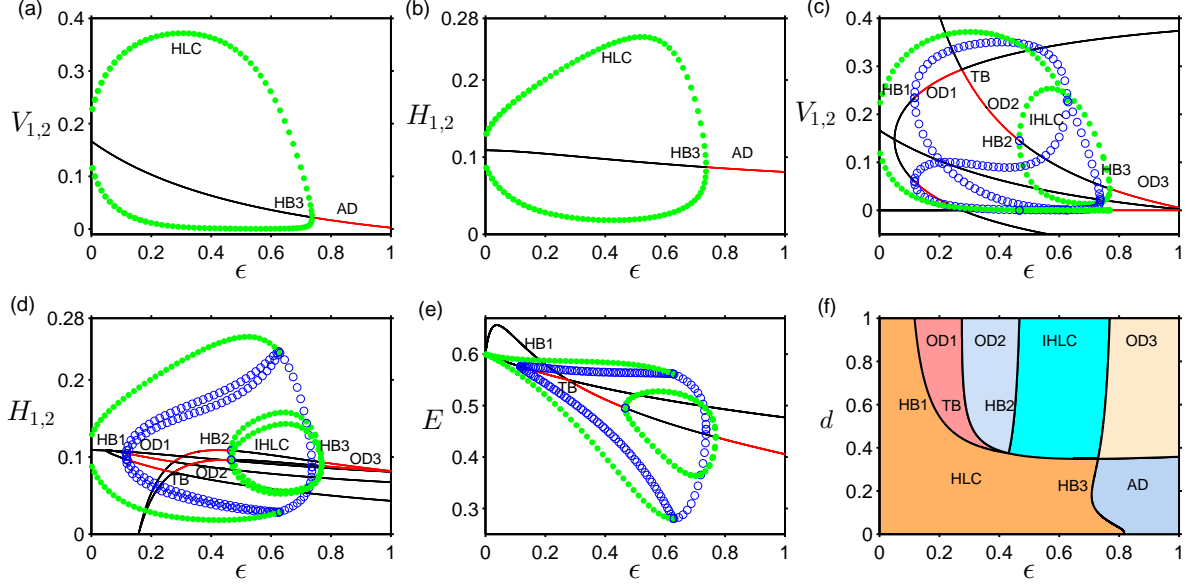 (a)
0.4
0.3
0.2
0.1
0
V1,2
HLC
HB3
AD
0 0.2 0.4 0.6 0.8 1
ϵ
(b)
0.28
0.2
0.1
0
H1,2
HLC
HB3
AD
0 0.2 0.4 0.6 0.8 1
ϵ
(c)
0.4
0.3
0.2
0.1
0
V1,2
HB1
OD1
TB
OD2
IHLC
HB2
HB3
OD3
0 0.2 0.4 0.6 0.8 1
ϵ
(d)
0.28
0.2
0.1
0
H1,2
HB1
OD1
HB2
IHLC
HB3
OD3
TB
OD2
0 0.2 0.4 0.6 0.8 1
ϵ
(e)
0.6
0.5
0.4
0.3
E
HB1
TB
0 0.2 0.4 0.6 0.8 1
ϵ
(f)
1
0.8
0.6
0.4
0.2
0
d
OD1
OD2
IHLC
OD3
HB1
TB
HB2
HLC
HB3
AD
0 0.2 0.4 0.6 0.8 1
ϵ